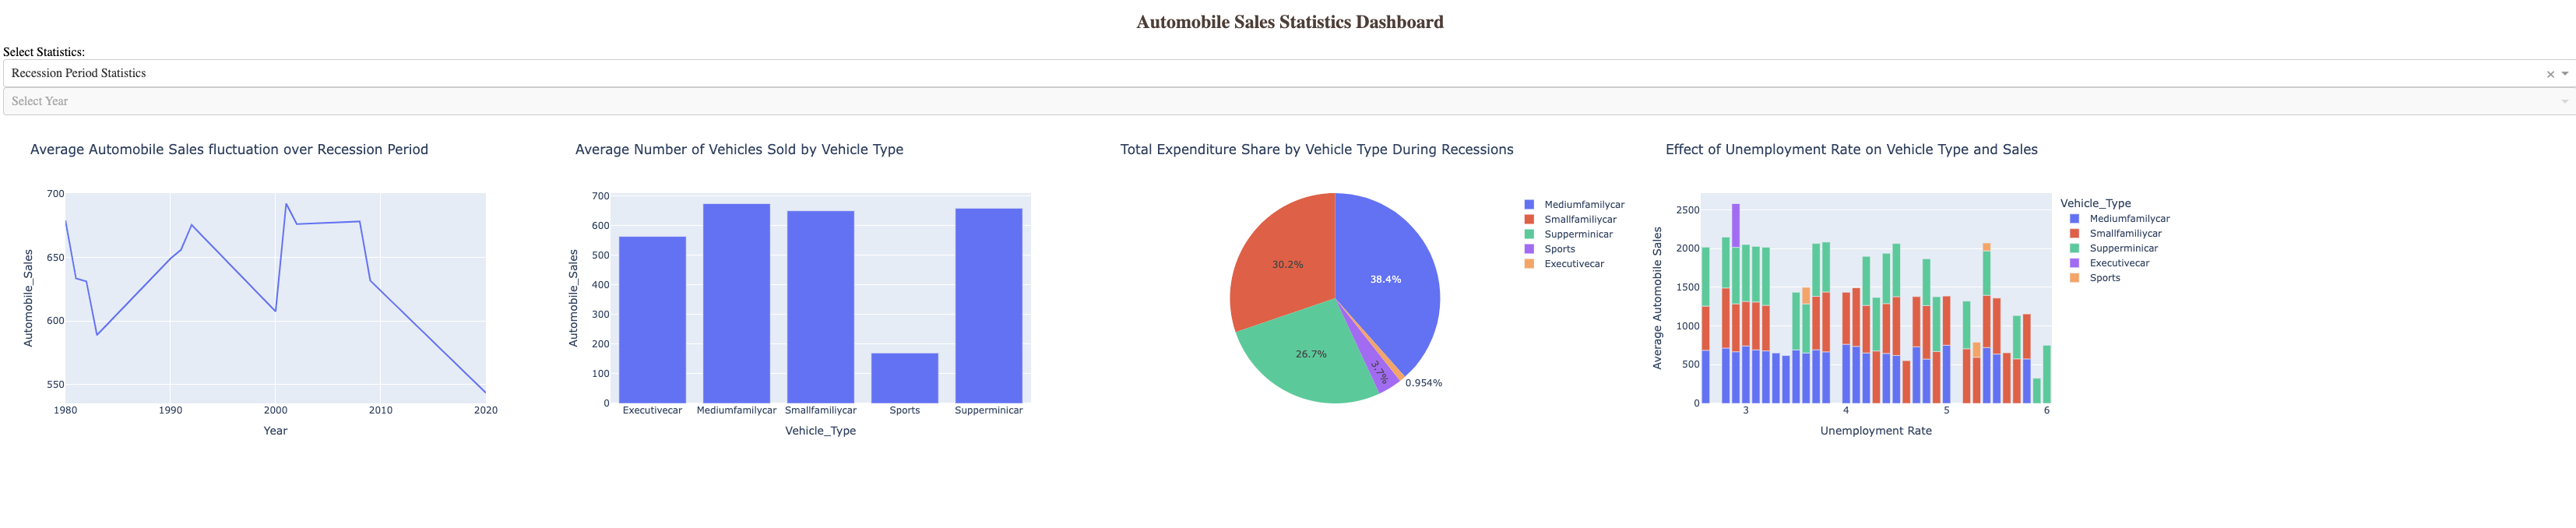 Automobile Sales Statistics Dashboard
Select Statistics:
Recession Period Statistics
×
Select Year
Average Automobile Sales fluctuation over Recession Period
700
650
600
550
Automobile_Sales
1980 1990 2000 2010 2020
Year
Average Number of Vehicles Sold by Vehicle Type
700
600
500
400
300
200
100
0
Automobile_Sales
Executivecar Mediumfamilycar Smallfamiliycar Sports Supperminicar
Vehicle_Type
Total Expenditure Share by Vehicle Type During Recessions
30.2%
38.4%
26.7%
3.7%
0.954%
Mediumfamilycar
Smallfamiliycar
Supperminicar
Sports
Executivecar
Effect of Unemployment Rate on Vehicle Type and Sales
2500
2000
1500
1000
500
0
Average Automobile Sales
3 4 5 6
Unemployment Rate
Vehicle_Type
Mediumfamilycar
Smallfamiliycar
Supperminicar
Executivecar
Sports